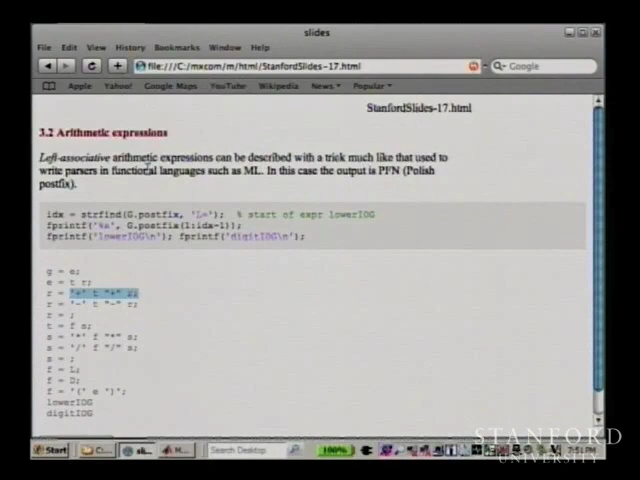 slides
File Edit View History Bookmarks Window Help
file:///C:/mxcom/m/html/StanfordSlides-17.html
Google
Apple Yahoo! Google Maps YouTube Wikipedia News Popular
StanfordSlides-17.html
3.2 Arithmetic expressions
Left-associative arithmetic expressions can be described with a trick much like that used to
write parsers in functional languages such as ML. In this case the output is PFN (Polish
postfix).
idx = strfind(G.postfix, 'L='); % start of expr lowerIOG
fprintf('%s', G.postfix(1:idx-1));
fprintf('lowerIOG\n'); fprintf('digitIOG\n');
g = e;
e = t r;
r = '+' t "+" r;
r = '-' t "-" r;
r = ;
t = f s;
s = '*' f "*" s;
s = '/' f "/" s;
s = ;
f = L;
f = D;
f = '(' e ')';
lowerIOG
digitIOG
Start C:... sli... M... Search Desktop 100% 7:51 PM
STANFORD
UNIVERSITY